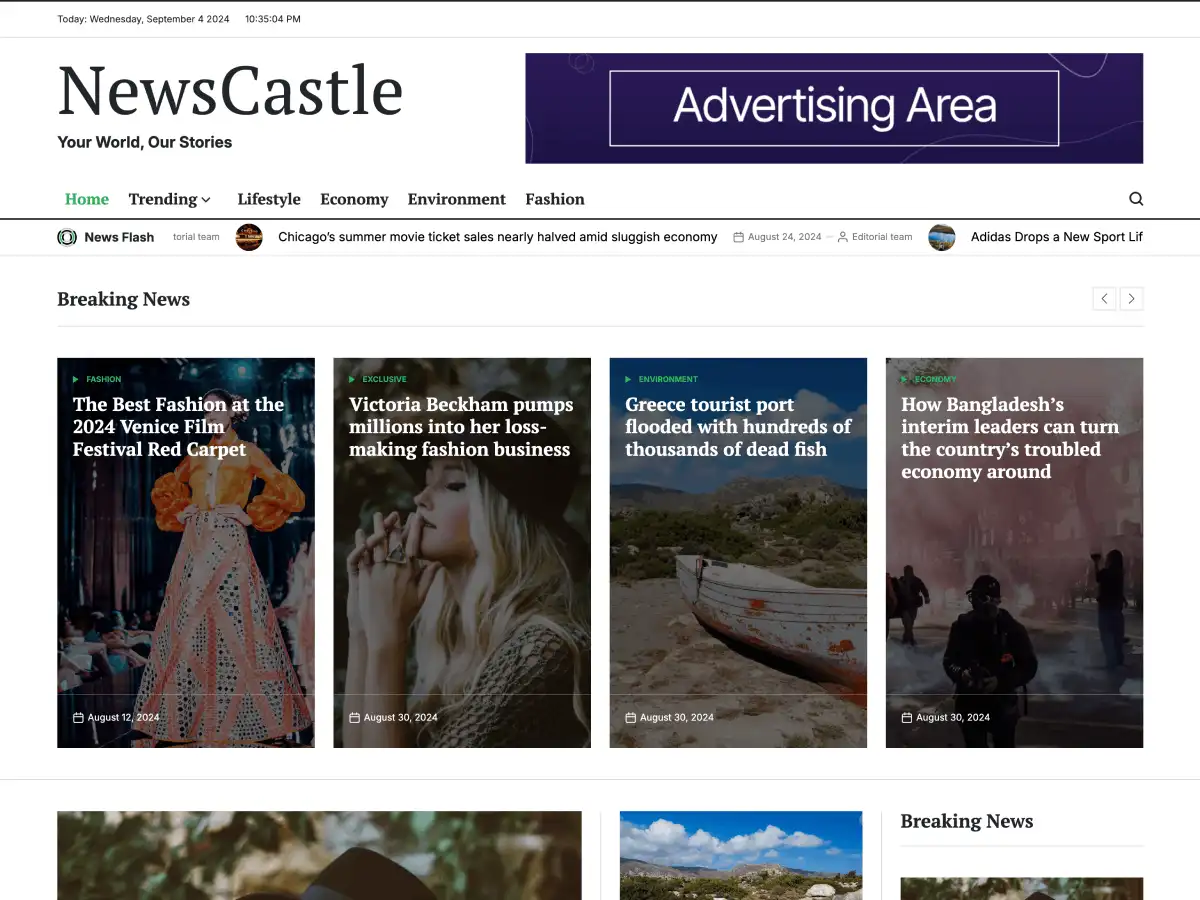 Today: Wednesday, September 4 2024 10:35:04 PM
NewsCastle
Your World, Our Stories
Advertising Area
Home Trending Lifestyle Economy Environment Fashion
News Flash torial team Chicago’s summer movie ticket sales nearly halved amid sluggish economy August 24, 2024 – Editorial team Adidas Drops a New Sport Lif
Breaking News
FASHION
The Best Fashion at the
2024 Venice Film
Festival Red Carpet
August 12, 2024
EXCLUSIVE
Victoria Beckham pumps
millions into her loss-
making fashion business
August 30, 2024
ENVIRONMENT
Greece tourist port
flooded with hundreds of
thousands of dead fish
August 30, 2024
ECONOMY
How Bangladesh’s
interim leaders can turn
the country’s troubled
economy around
August 30, 2024
Breaking News